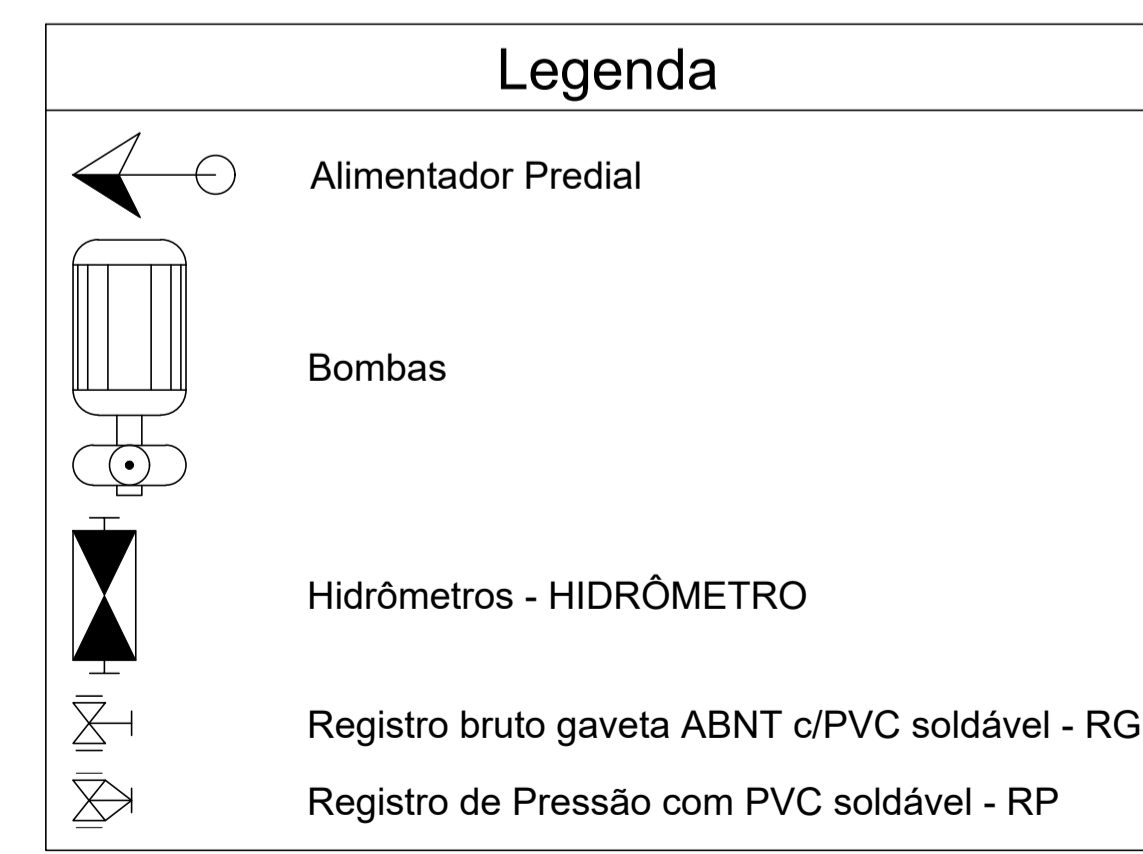 Legenda
Alimentador Predial
Bombas
Hidrômetros - HIDRÔMETRO
Registro bruto gaveta ABNT c/PVC soldável - RG
Registro de Pressão com PVC soldável - RP